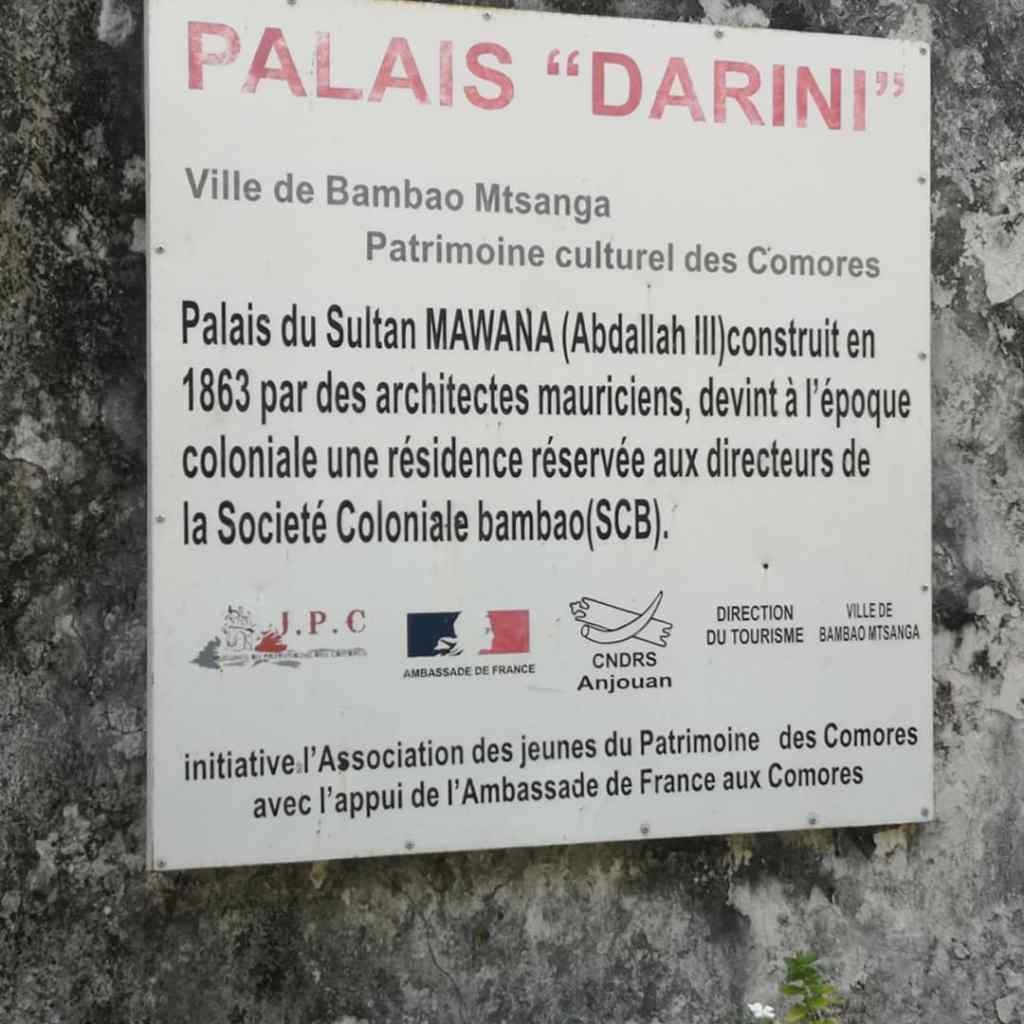 PALAIS “DARINI”
Ville de Bambao Mtsanga
Patrimoine culturel des Comores
Palais du Sultan MAWANA (Abdallah III)construit en
1863 par des architectes mauriciens, devint à l’époque
coloniale une résidence réservée aux directeurs de
la Societé Coloniale bambao(SCB).
J.P.C
AMBASSADE DE FRANCE
CNDRS
Anjouan
DIRECTION
DU TOURISME
VILLE DE
BAMBAO MTSANGA
initiative l’Association des jeunes du Patrimoine des Comores
avec l’appui de l’Ambassade de France aux Comores